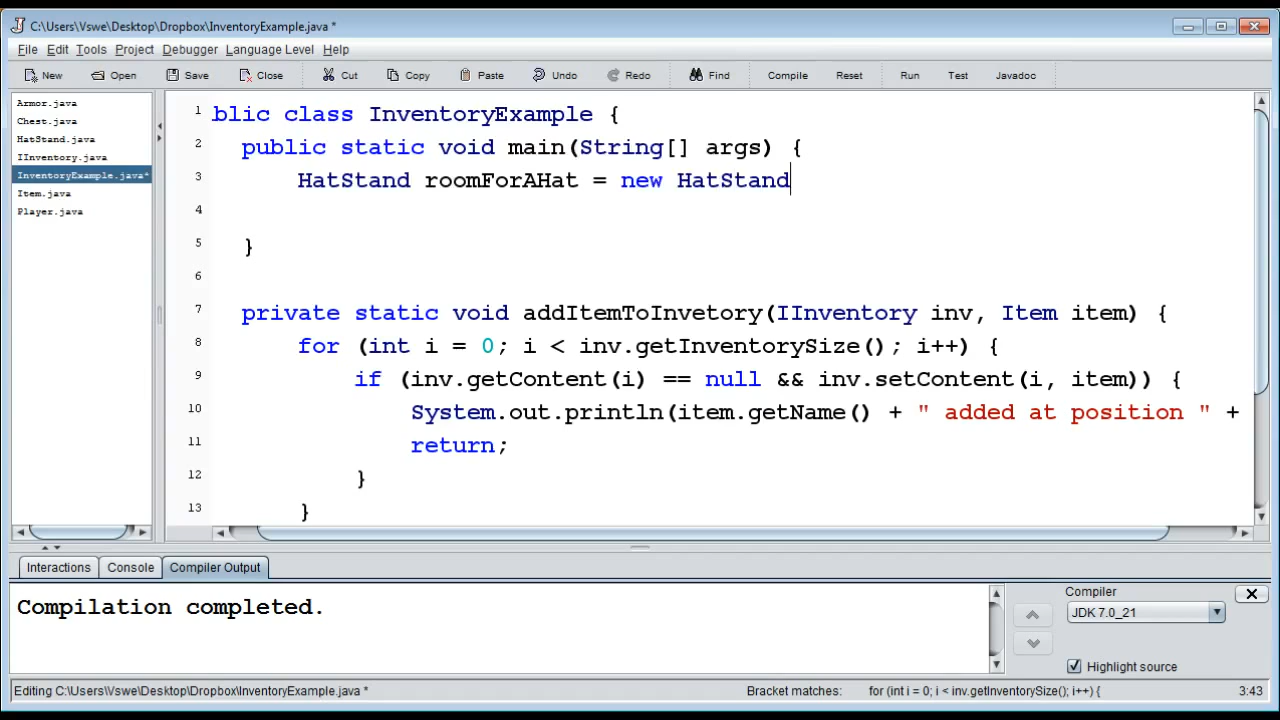 C:\Users\Vswe\Desktop\Dropbox\InventoryExample.java *
File Edit Tools Project Debugger Language Level Help
New Open Save Close Cut Copy Paste Undo Redo Find Compile Reset Run Test Javadoc
Armor.java
Chest.java
HatStand.java
IInventory.java
InventoryExample.java*
Item.java
Player.java
1 blic class InventoryExample {
2 public static void main(String[] args) {
3 HatStand roomForAHat = new HatStand
4
5 }
6
7 private static void addItemToInvetory(IInventory inv, Item item) {
8 for (int i = 0; i < inv.getInventorySize(); i++) {
9 if (inv.getContent(i) == null && inv.setContent(i, item)) {
10 System.out.println(item.getName() + " added at position " +
11 return;
12 }
13 }
Interactions Console Compiler Output
Compilation completed.
Compiler
JDK 7.0_21
Highlight source
Editing C:\Users\Vswe\Desktop\Dropbox\InventoryExample.java * Bracket matches: for (int i = 0; i < inv.getInventorySize(); i++) { 3:43